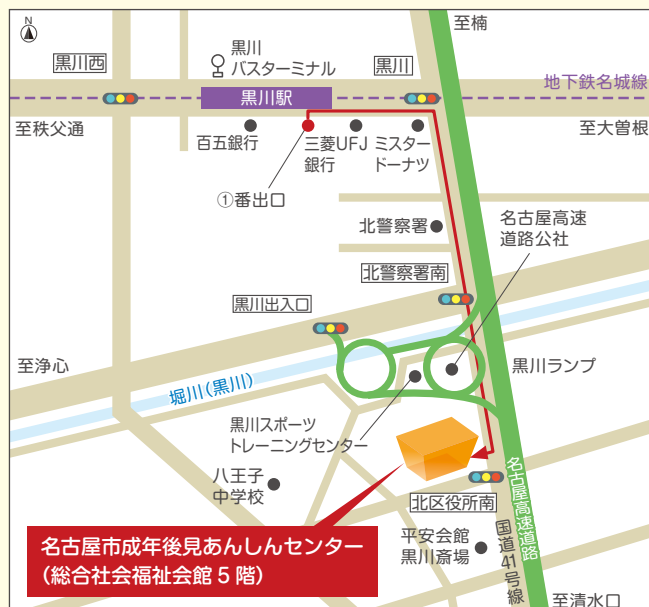 N
至楠
黒川西
黒川
バスターミナル
黒川
地下鉄名城線
黒川駅
至秩父通
百五銀行
三菱UFJ
銀行
ミスター
ドーナツ
至大曽根
①番出口
北警察署
名古屋高速
道路公社
北警察署南
黒川出入口
至浄心
堀川(黒川)
黒川ランプ
黒川スポーツ
トレーニングセンター
八王子
中学校
名古屋高速道路
北区役所南
国道41号線
平安会館
黒川斎場
名古屋市成年後見あんしんセンター
(総合社会福祉会館 5 階)
至清水口